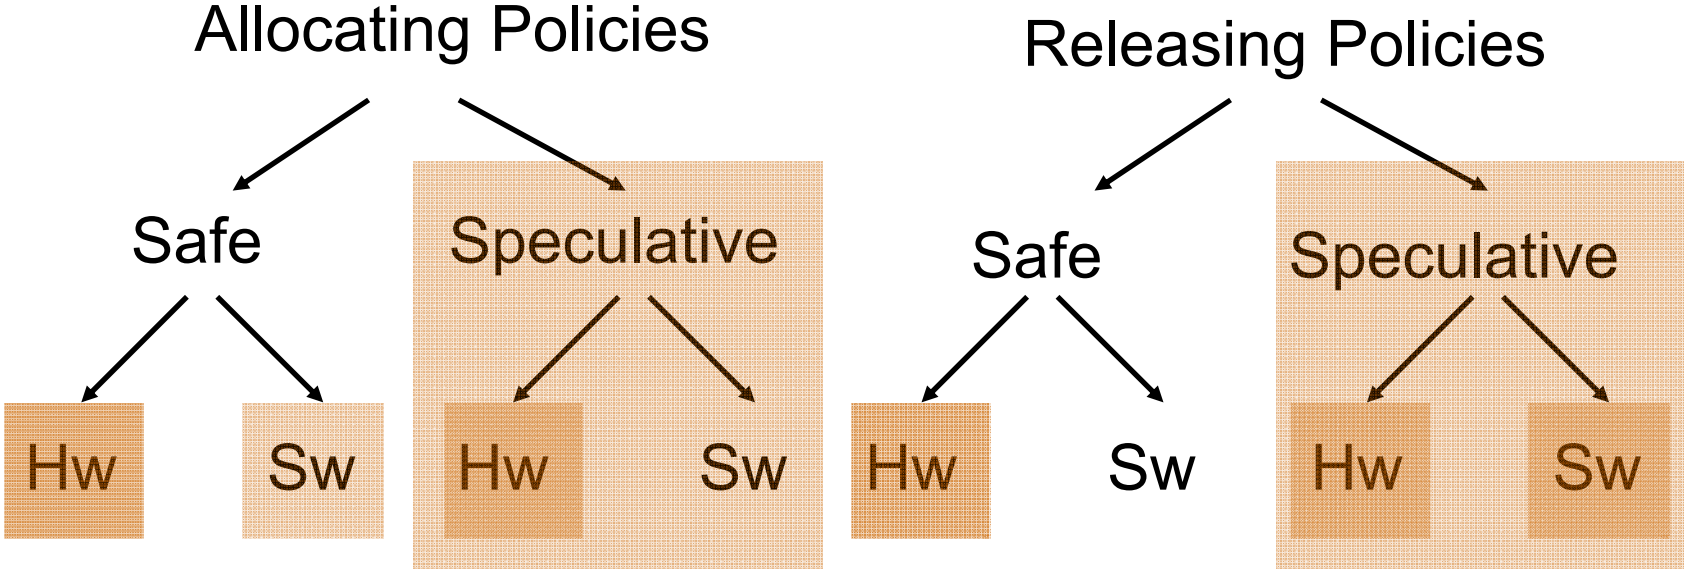 Allocating Policies
Releasing Policies
Safe
Speculative
Safe
Speculative
Hw
Sw
Hw
Sw
Hw
Sw
Hw
Sw